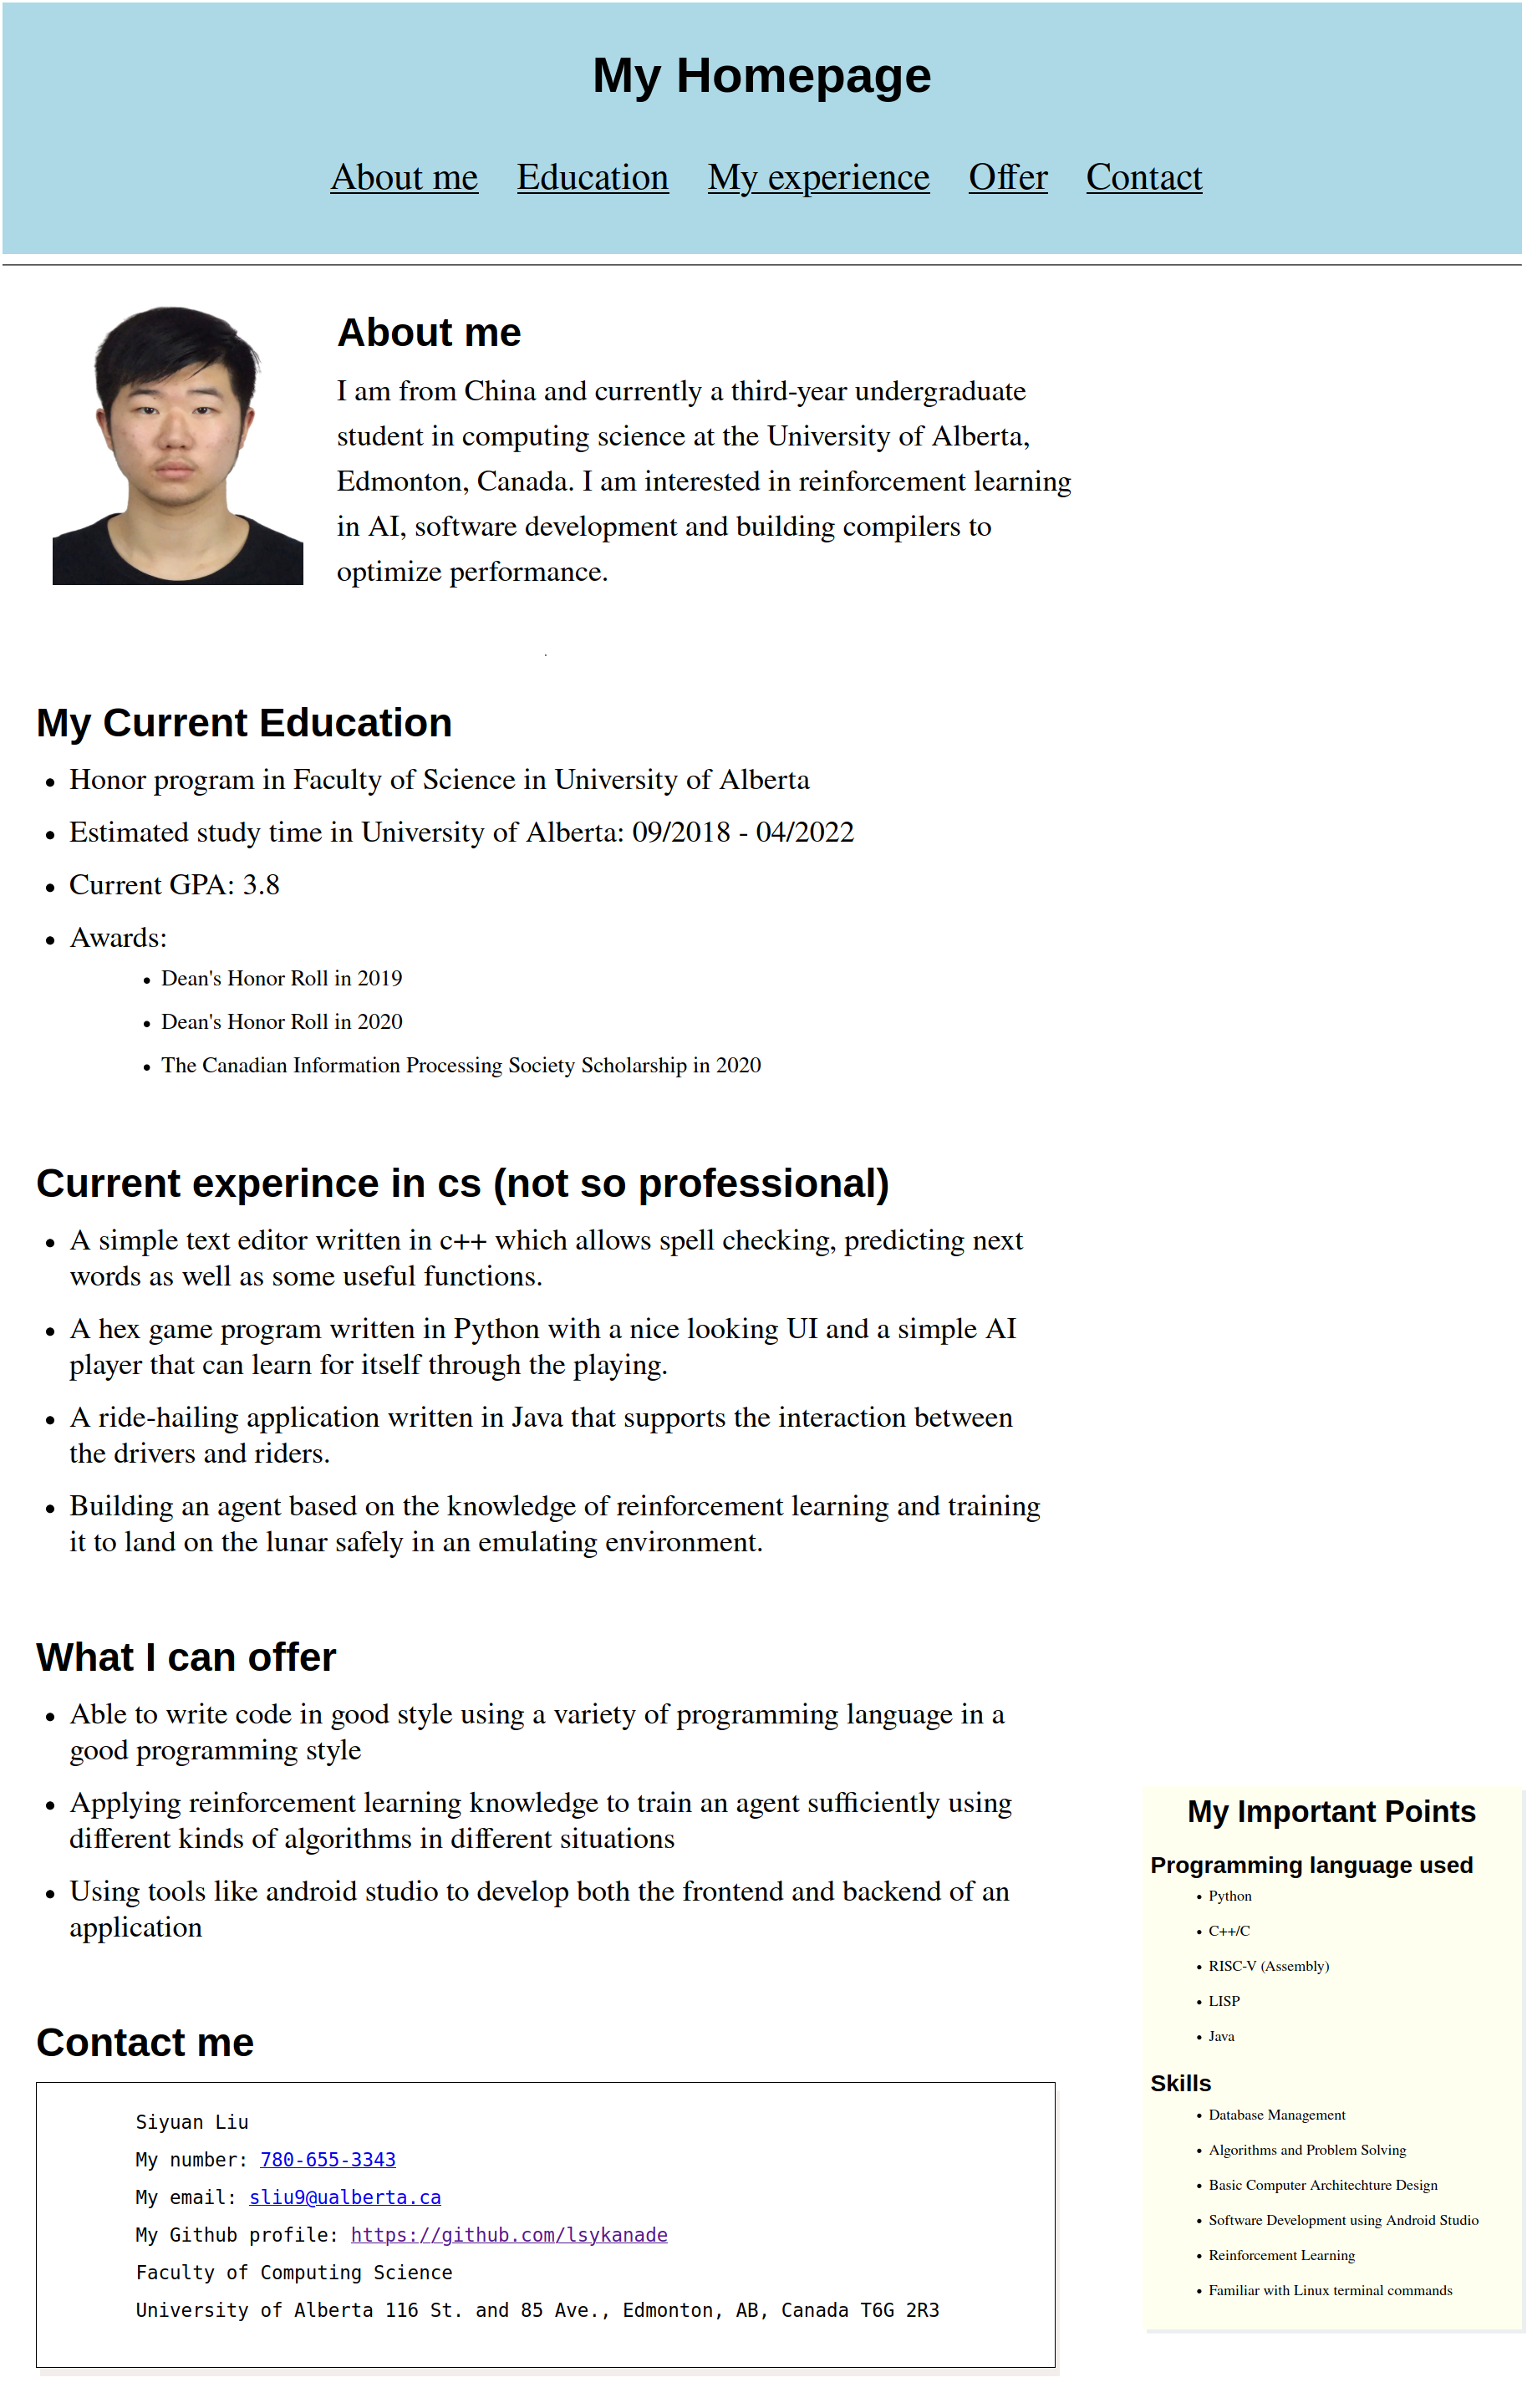 My Homepage
About me Education My experience Offer Contact
About me
I am from China and currently a third-year undergraduate
student in computing science at the University of Alberta,
Edmonton, Canada. I am interested in reinforcement learning
in AI, software development and building compilers to
optimize performance.
.
My Current Education
• Honor program in Faculty of Science in University of Alberta
• Estimated study time in University of Alberta: 09/2018 - 04/2022
• Current GPA: 3.8
• Awards:
• Dean's Honor Roll in 2019
• Dean's Honor Roll in 2020
• The Canadian Information Processing Society Scholarship in 2020
Current experince in cs (not so professional)
• A simple text editor written in c++ which allows spell checking, predicting next
words as well as some useful functions.
• A hex game program written in Python with a nice looking UI and a simple AI
player that can learn for itself through the playing.
• A ride-hailing application written in Java that supports the interaction between
the drivers and riders.
• Building an agent based on the knowledge of reinforcement learning and training
it to land on the lunar safely in an emulating environment.
What I can offer
• Able to write code in good style using a variety of programming language in a
good programming style
• Applying reinforcement learning knowledge to train an agent sufficiently using
different kinds of algorithms in different situations
• Using tools like android studio to develop both the frontend and backend of an
application
Contact me
Siyuan Liu
My number: 780-655-3343
My email: sliu9@ualberta.ca
My Github profile: https://github.com/lsykanade
Faculty of Computing Science
University of Alberta 116 St. and 85 Ave., Edmonton, AB, Canada T6G 2R3
My Important Points
Programming language used
• Python
• C++/C
• RISC-V (Assembly)
• LISP
• Java
Skills
• Database Management
• Algorithms and Problem Solving
• Basic Computer Architechture Design
• Software Development using Android Studio
• Reinforcement Learning
• Familiar with Linux terminal commands